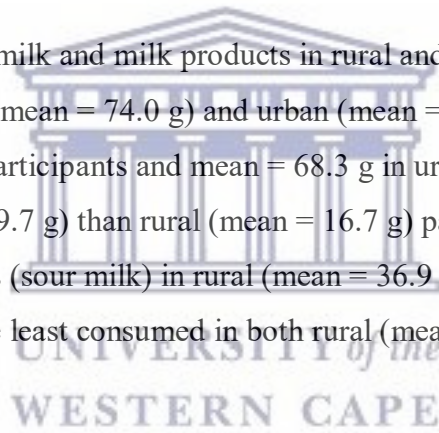 milk and milk products in rural and
mean = 74.0 g) and urban (mean =
articipants and mean = 68.3 g in ur
9.7 g) than rural (mean = 16.7 g) pa
(sour milk) in rural (mean = 36.9
least consumed in both rural (mea
UNIVERSITY of the
WESTERN CAPE